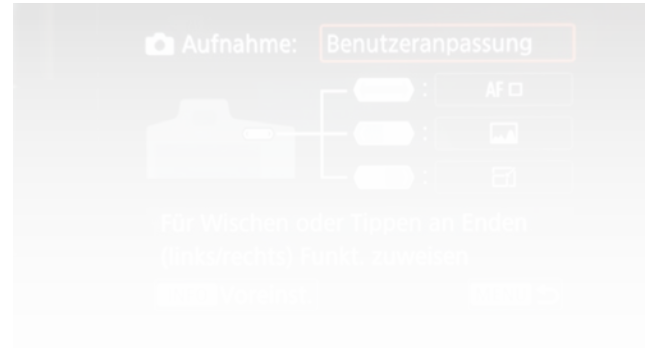 Aufnahme: Benutzeranpassung
AF
Für Wischen oder Tippen an Enden
(links/rechts) Funkt. zuweisen